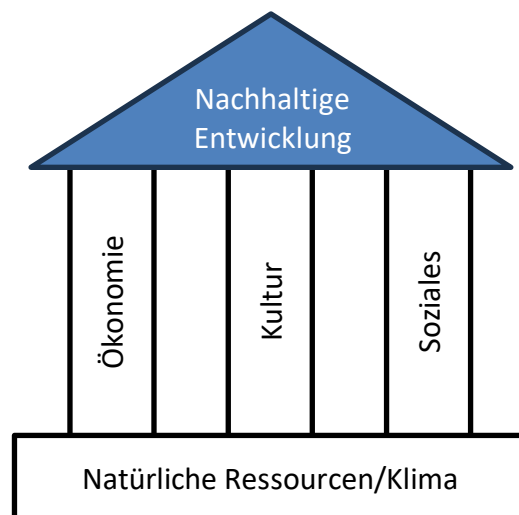 Nachhaltige
Entwicklung
Ökonomie
Kultur
Soziales
Natürliche Ressourcen/Klima